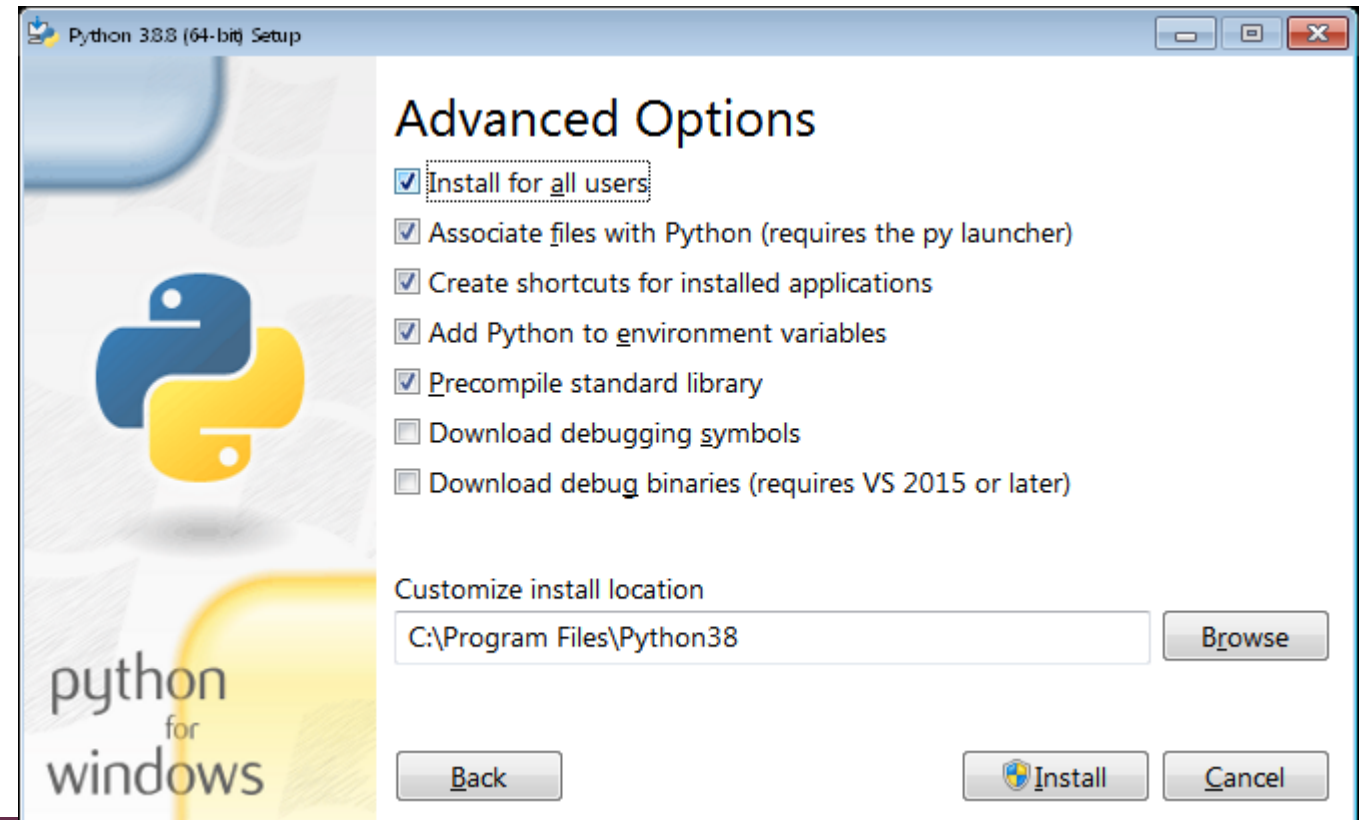 Python 3.8.8 (64-bit) Setup
Advanced Options
Install for all users
Associate files with Python (requires the py launcher)
Create shortcuts for installed applications
Add Python to environment variables
Precompile standard library
Download debugging symbols
Download debug binaries (requires VS 2015 or later)
Customize install location
C:\Program Files\Python38
Browse
python
for
windows
Back
Install
Cancel